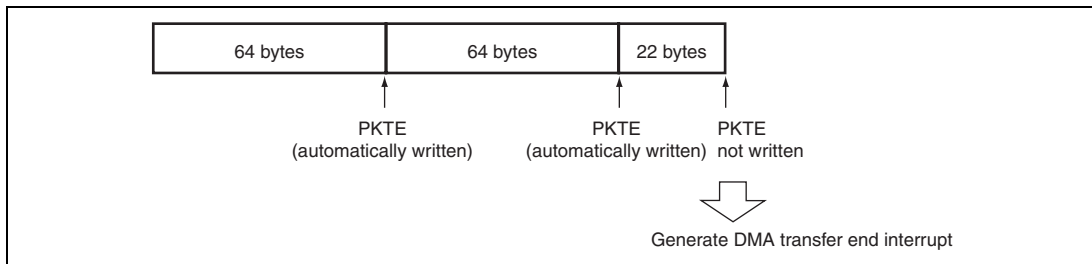 64 bytes
64 bytes
22 bytes
PKTE
(automatically written)
PKTE
(automatically written)
PKTE
not written
Generate DMA transfer end interrupt